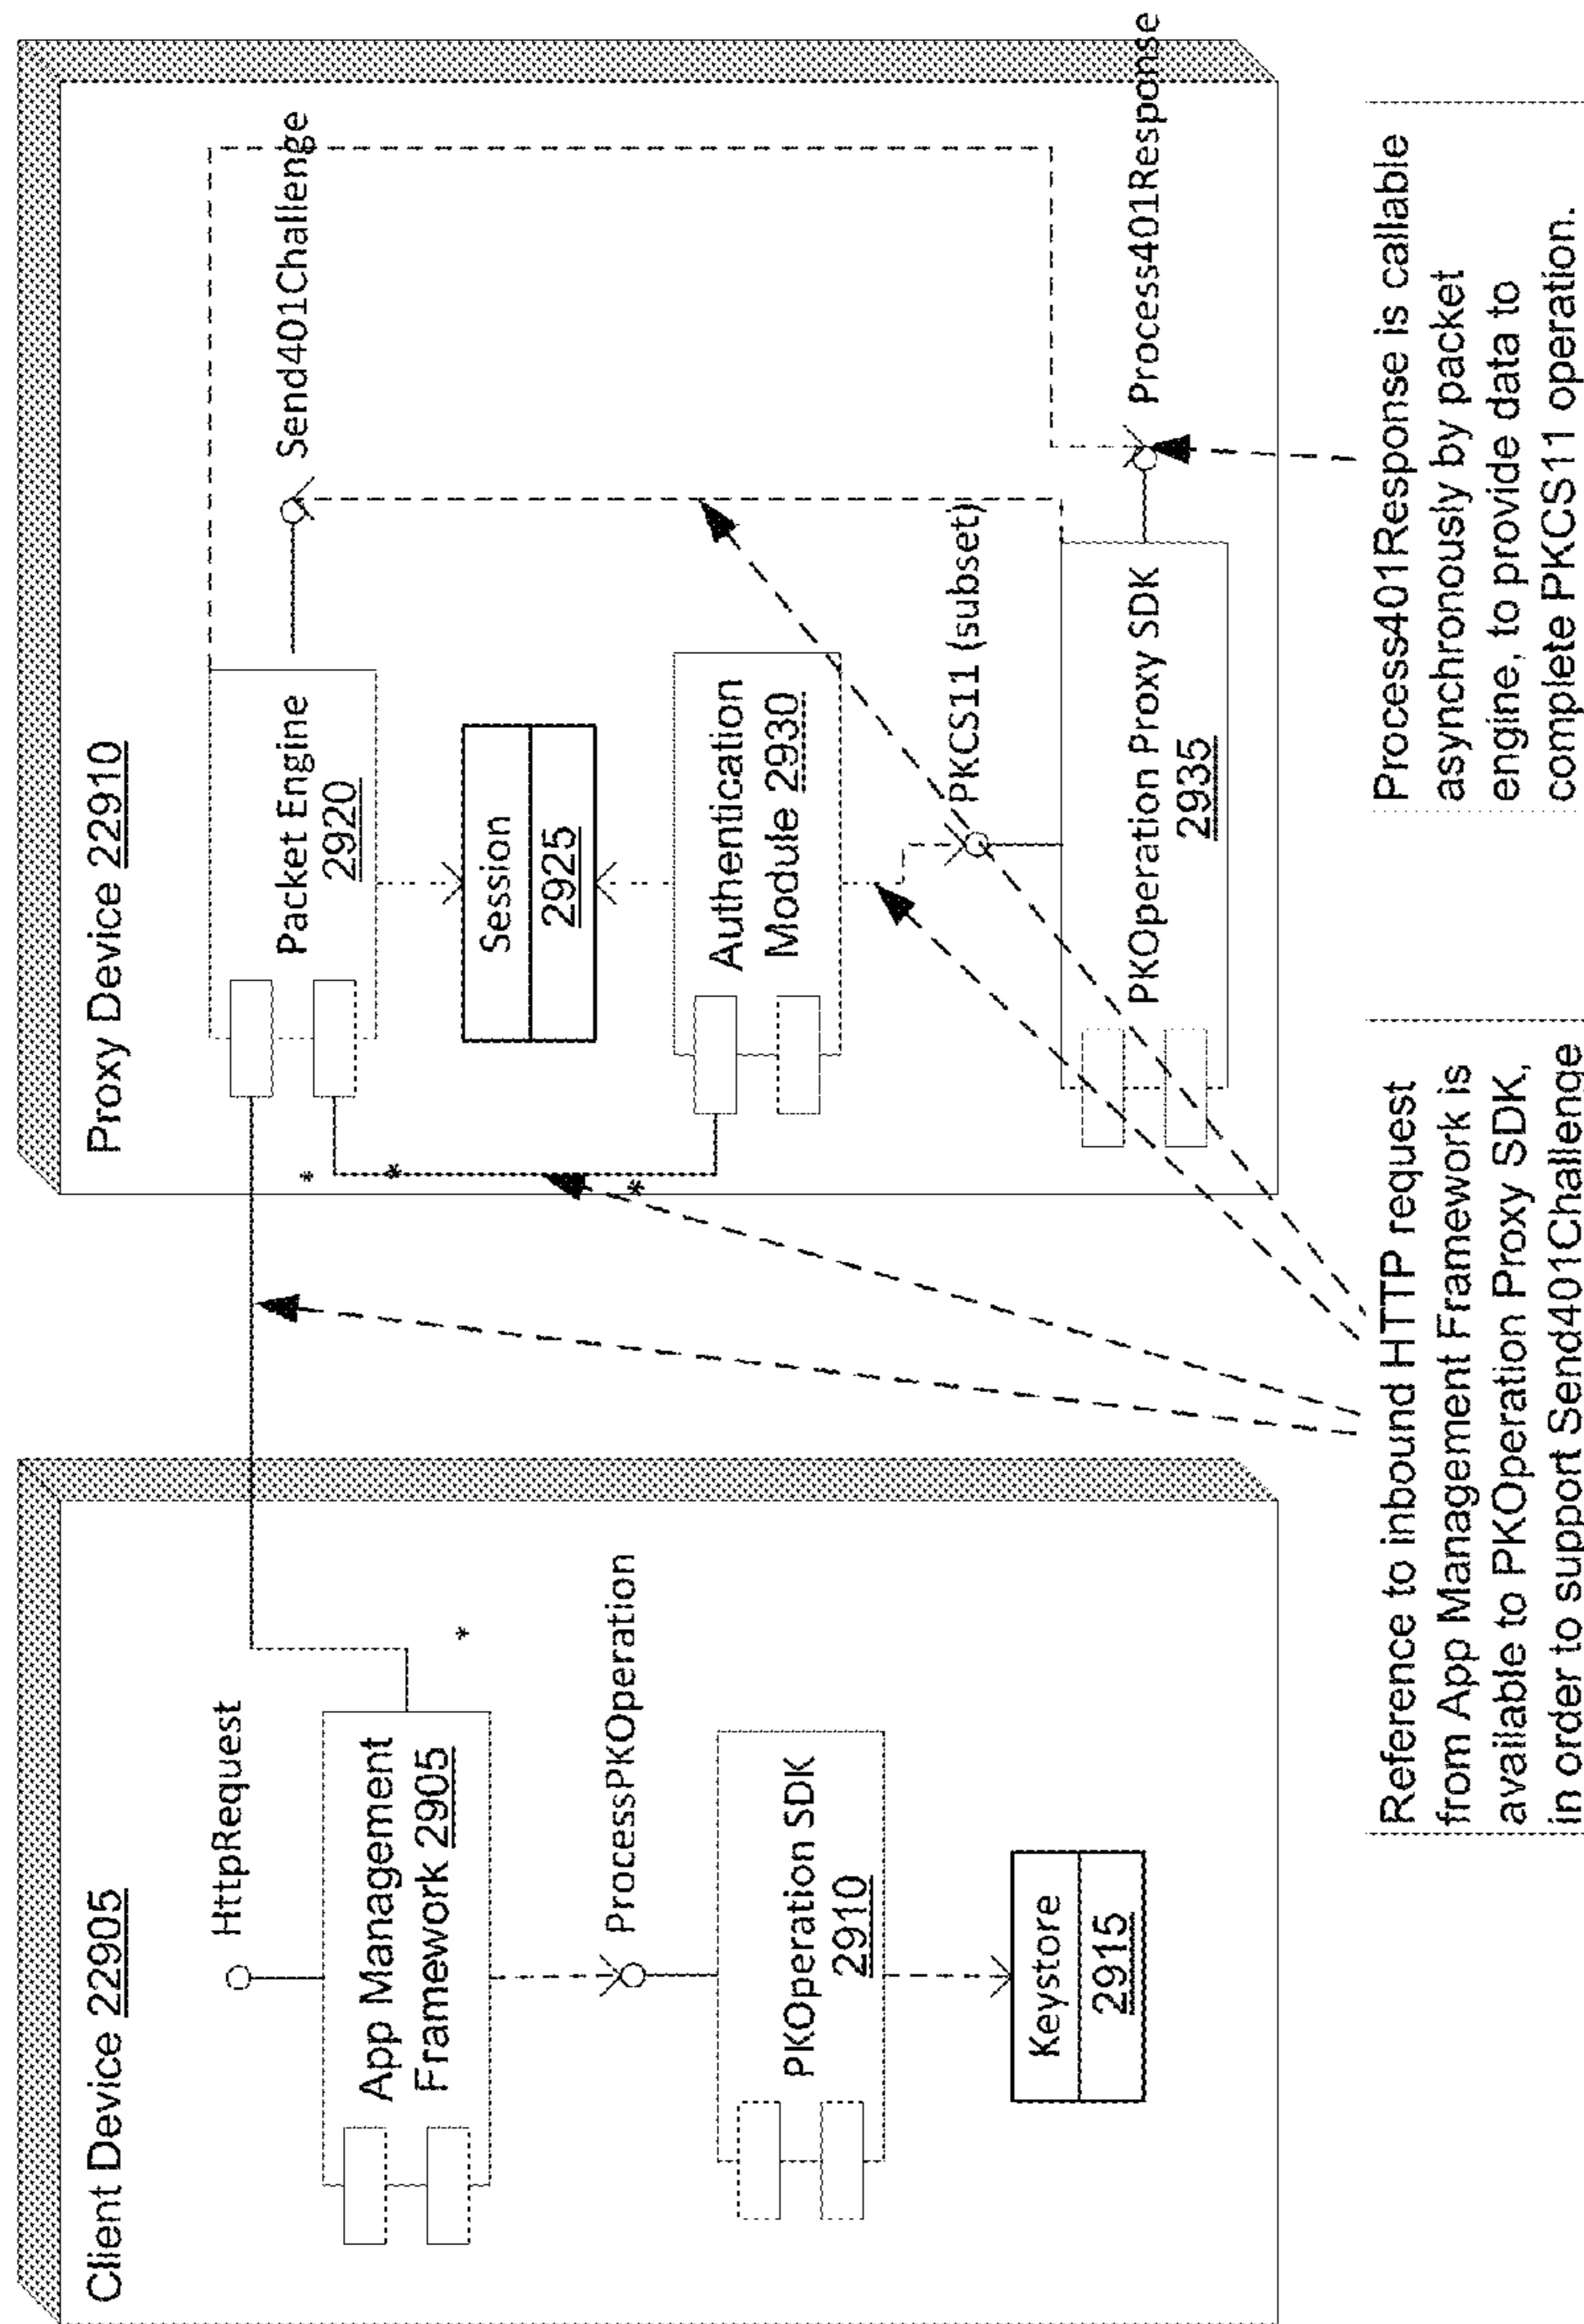 Client Device 22905
HttpRequest
App Management
Framework 2905
*
ProcessPKOperation
PKOperation SDK
2910
Keystore
2915
Proxy Device 22910
Packet Engine
2920
Send401Challenge
*
*
Session
2925
*
Authentication
Module 2930
PKCS11 (subset)
PKOperation Proxy SDK
2935
Process401Response
Reference to inbound HTTP request
from App Management Framework is
available to PKOperation Proxy SDK,
in order to support Send401Challenge
Process401Response is callable
asynchronously by packet
engine, to provide data to
complete PKCS11 operation.